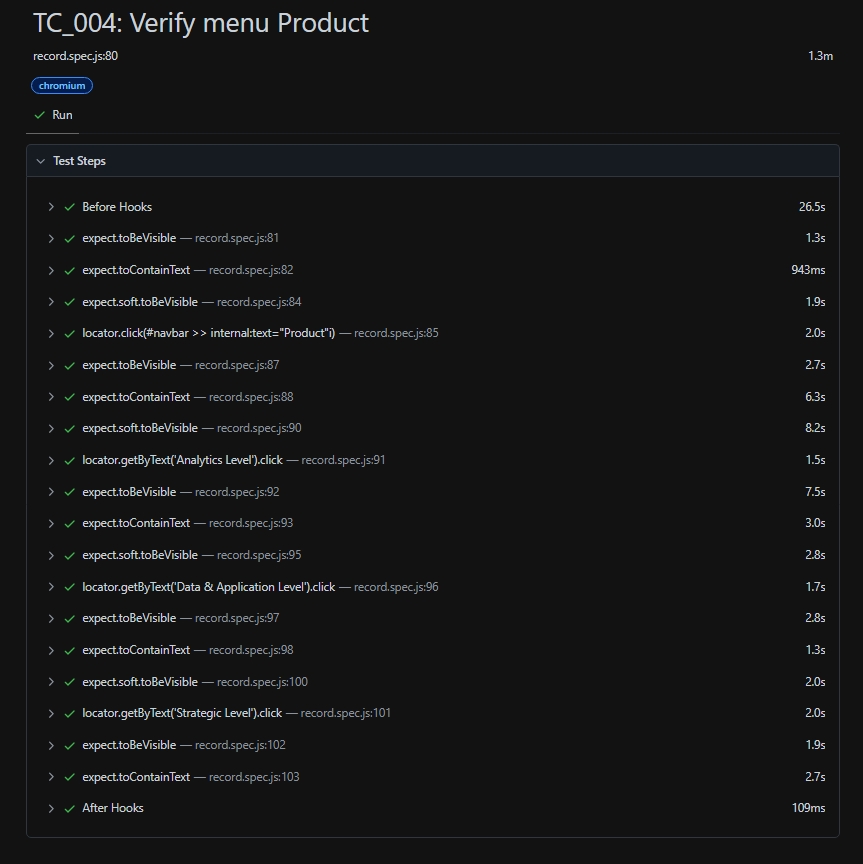 TC_004: Verify menu Product
record.spec.js:80 1.3m
chromium
Run
Test Steps
Before Hooks 26.5s
expect.toBeVisible — record.spec.js:81 1.3s
expect.toContainText — record.spec.js:82 943ms
expect.soft.toBeVisible — record.spec.js:84 1.9s
locator.click(#navbar >> internal:text="Product"i) — record.spec.js:85 2.0s
expect.toBeVisible — record.spec.js:87 2.7s
expect.toContainText — record.spec.js:88 6.3s
expect.soft.toBeVisible — record.spec.js:90 8.2s
locator.getByText('Analytics Level').click — record.spec.js:91 1.5s
expect.toBeVisible — record.spec.js:92 7.5s
expect.toContainText — record.spec.js:93 3.0s
expect.soft.toBeVisible — record.spec.js:95 2.8s
locator.getByText('Data & Application Level').click — record.spec.js:96 1.7s
expect.toBeVisible — record.spec.js:97 2.8s
expect.toContainText — record.spec.js:98 1.3s
expect.soft.toBeVisible — record.spec.js:100 2.0s
locator.getByText('Strategic Level').click — record.spec.js:101 2.0s
expect.toBeVisible — record.spec.js:102 1.9s
expect.toContainText — record.spec.js:103 2.7s
After Hooks 109ms